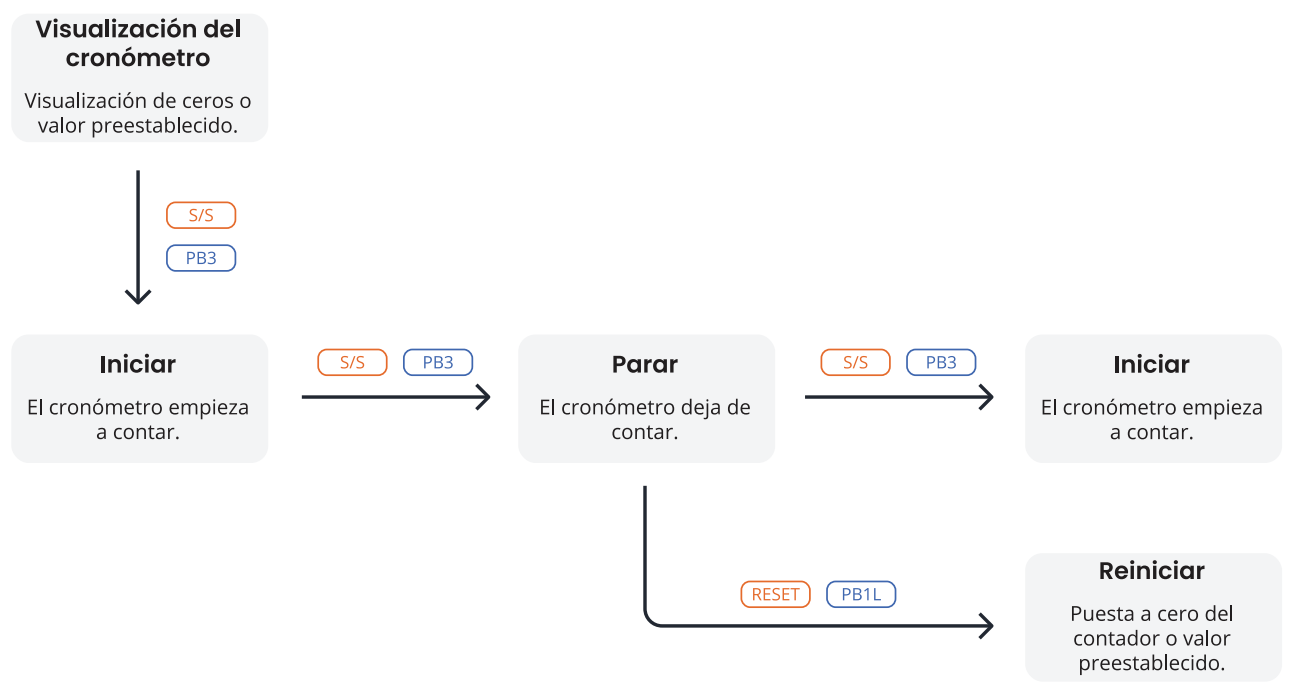 Visualización del
cronómetro
Visualización de ceros o
valor preestablecido.
S/S
PB3
Iniciar
El cronómetro empieza
a contar.
S/S PB3
Parar
El cronómetro deja de
contar.
S/S PB3
Iniciar
El cronómetro empieza
a contar.
RESET PB1L
Reiniciar
Puesta a cero del
contador o valor
preestablecido.